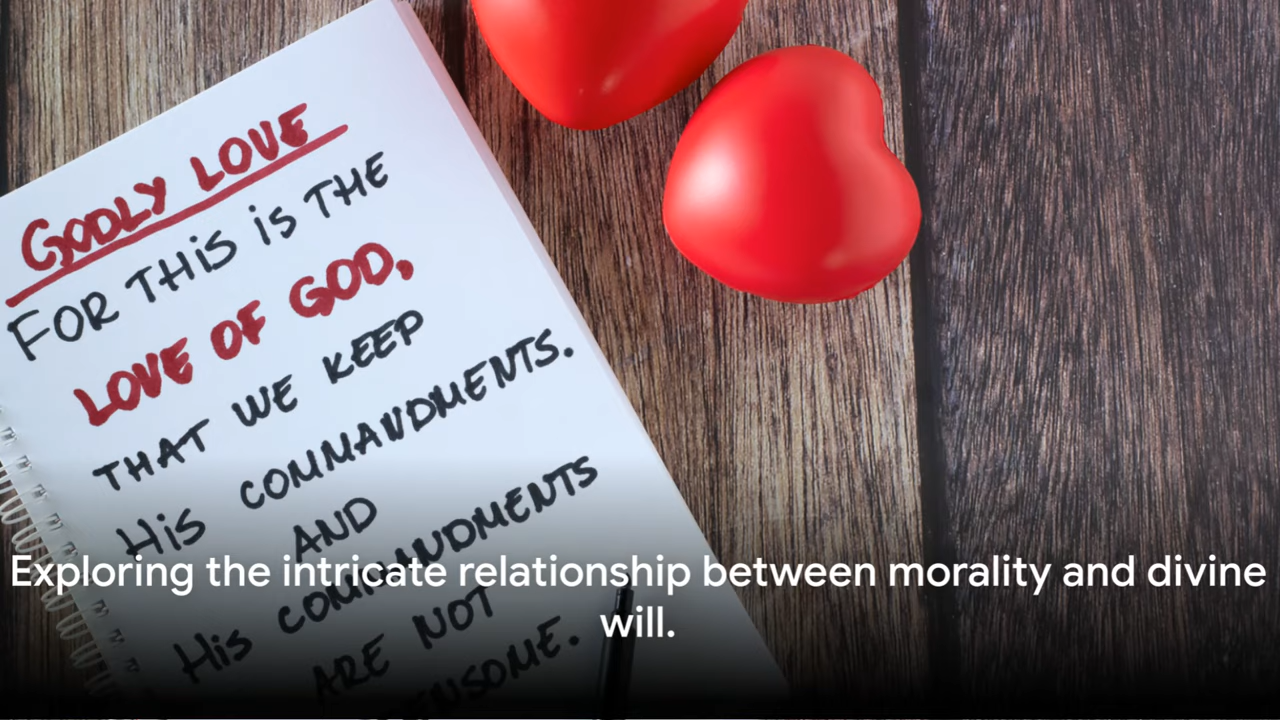 GODLY LOVE
FOR THIS IS THE
LOVE OF GOD,
THAT WE KEEP
HIS COMMANDMENTS.
AND
HIS COMMANDMENTS
ARE NOT
Exploring the intricate relationship between morality and divine
will.